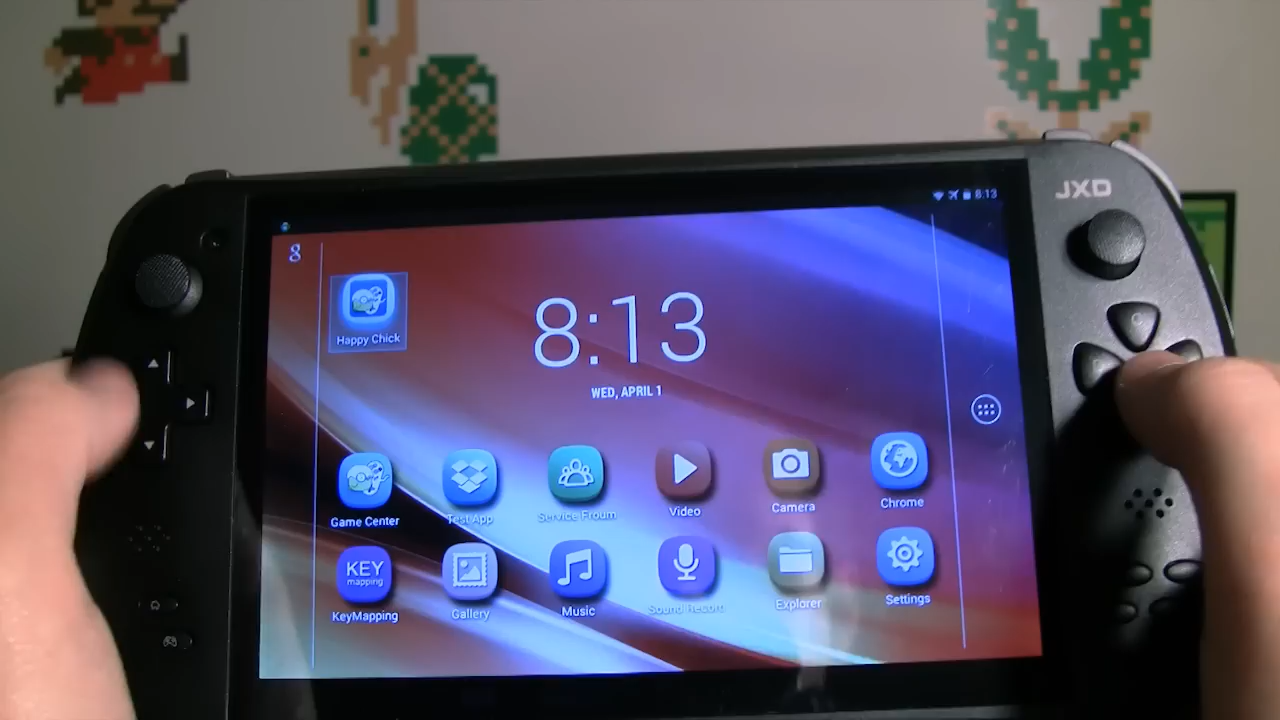 JXD
8:13
8
Happy Chick
8:13
WED, APRIL 1
Game Center
Test App
Service Froum
Video
Camera
Chrome
KEY
mapping
KeyMapping
Gallery
Music
Sound Record
Explorer
Settings